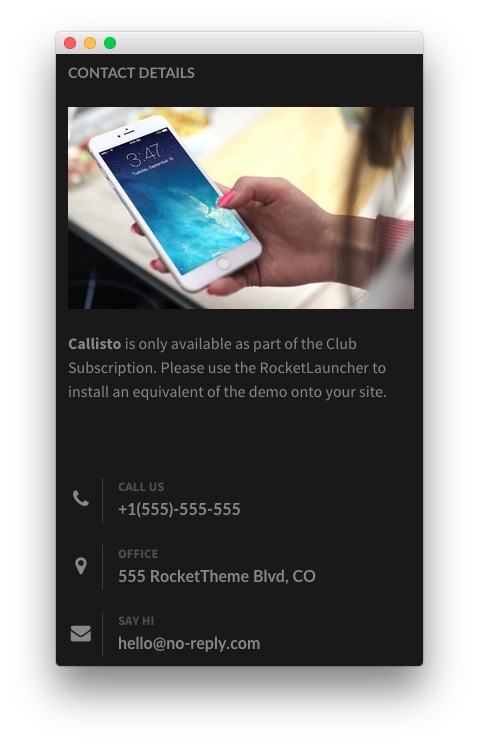 CONTACT DETAILS
3:47
Tuesday, September 16
Callisto is only available as part of the Club
Subscription. Please use the RocketLauncher to
install an equivalent of the demo onto your site.
CALL US
+1(555)-555-555
OFFICE
555 RocketTheme Blvd, CO
SAY HI
hello@no-reply.com